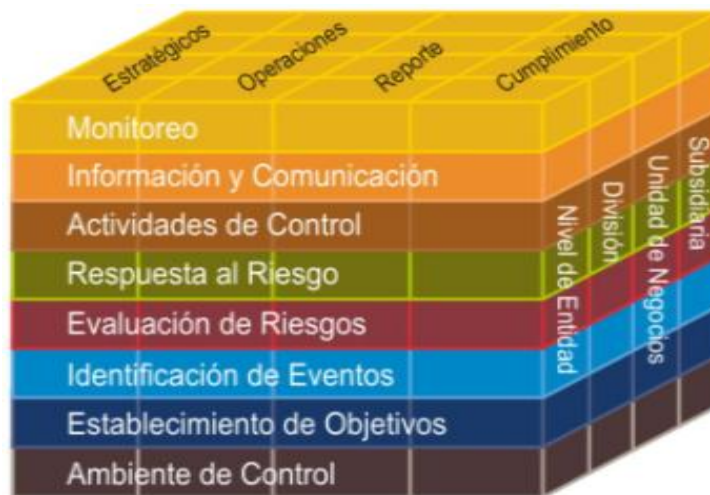 Estratégicos
Operaciones
Reporte
Cumplimiento
Monitoreo
Información y Comunicación
Actividades de Control
Respuesta al Riesgo
Evaluación de Riesgos
Identificación de Eventos
Establecimiento de Objetivos
Ambiente de Control
Nivel de Entidad
División
Unidad de Negocios
Subsidiaria